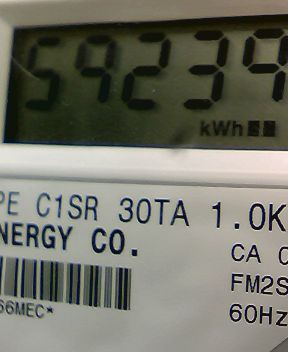 59239
kWh
PE C1SR 30TA 1.0K
NERGY CO.
CA
FM2S
66MEC*
60Hz